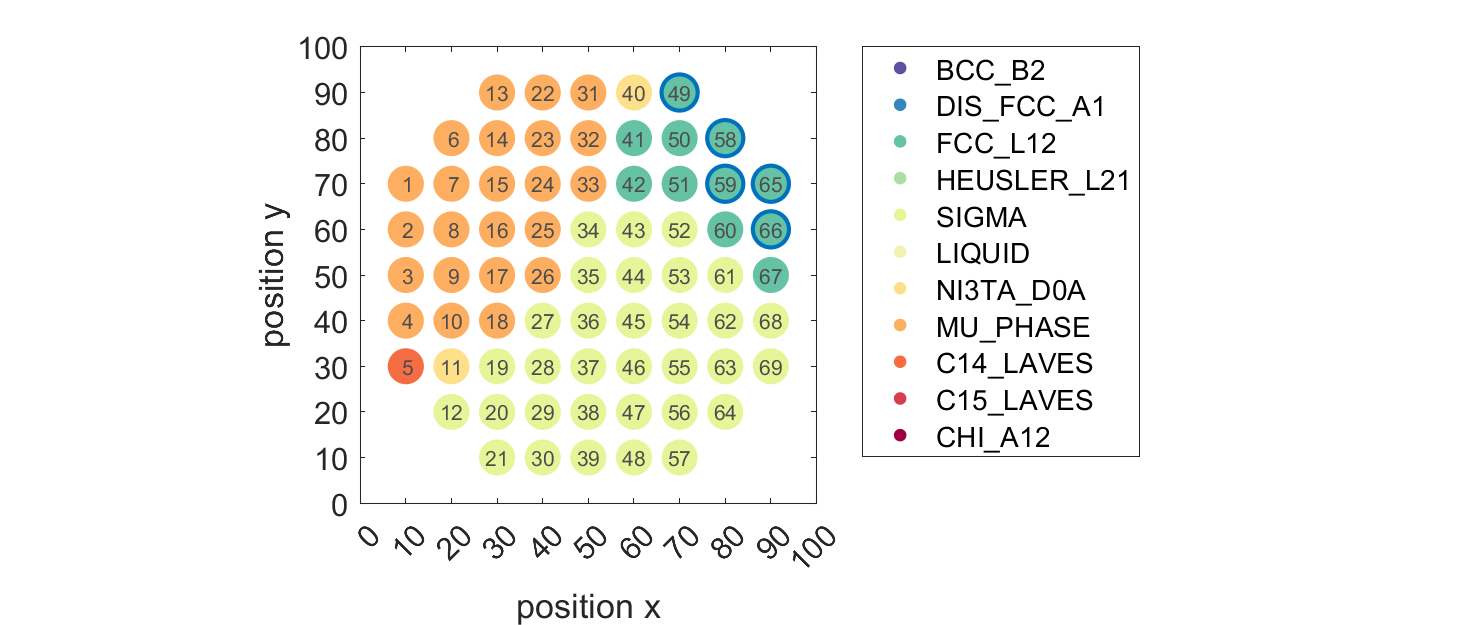 100
90
80
70
60
50
40
30
20
10
0
position y
13 22 31 40 49
6 14 23 32 41 50 58
1 7 15 24 33 42 51 59 65
2 8 16 25 34 43 52 60 66
3 9 17 26 35 44 53 61 67
4 10 18 27 36 45 54 62 68
5 11 19 28 37 46 55 63 69
12 20 29 38 47 56 64
21 30 39 48 57
0 10 20 30 40 50 60 70 80 90 100
position x
BCC_B2
DIS_FCC_A1
FCC_L12
HEUSLER_L21
SIGMA
LIQUID
NI3TA_D0A
MU_PHASE
C14_LAVES
C15_LAVES
CHI_A12